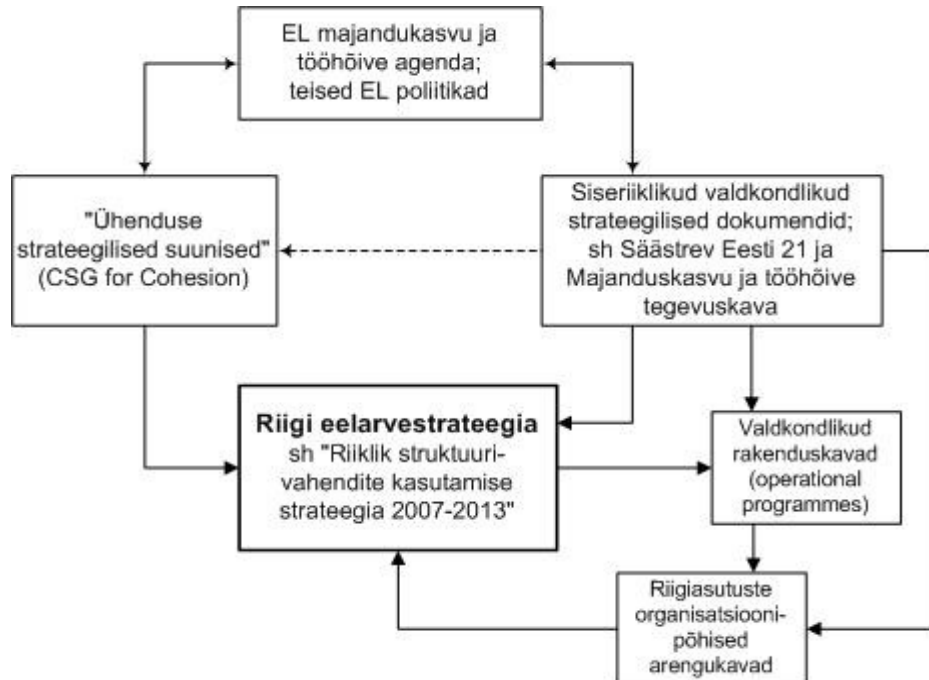 EL majandukasvu ja
tööhõive agenda;
teised EL poliitikad
"Ühenduse
strateegilised suunised"
(CSG for Cohesion)
Siseriiklikud valdkondlikud
strateegilised dokumendid;
sh Säästrev Eesti 21 ja
Majanduskasvu ja tööhõive
tegevuskava
Riigi eelarvestrateegia
sh "Riiklik struktuuri-
vahendite kasutamise
strateegia 2007-2013"
Valdkondlikud
rakenduskavad
(operational
programmes)
Riigiasutuste
organisatsiooni-
põhised
arengukavad